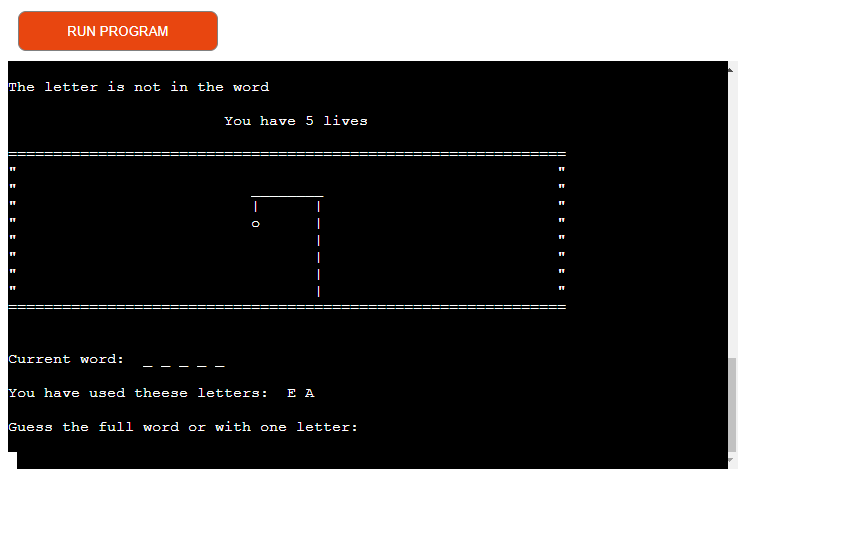 RUN PROGRAM
The letter is not in the word
You have 5 lives
==============================================================
" "
" ________ "
" | | "
" o | "
" | "
" | "
" | "
" | "
==============================================================
Current word: _ _ _ _ _
You have used theese letters: E A
Guess the full word or with one letter: